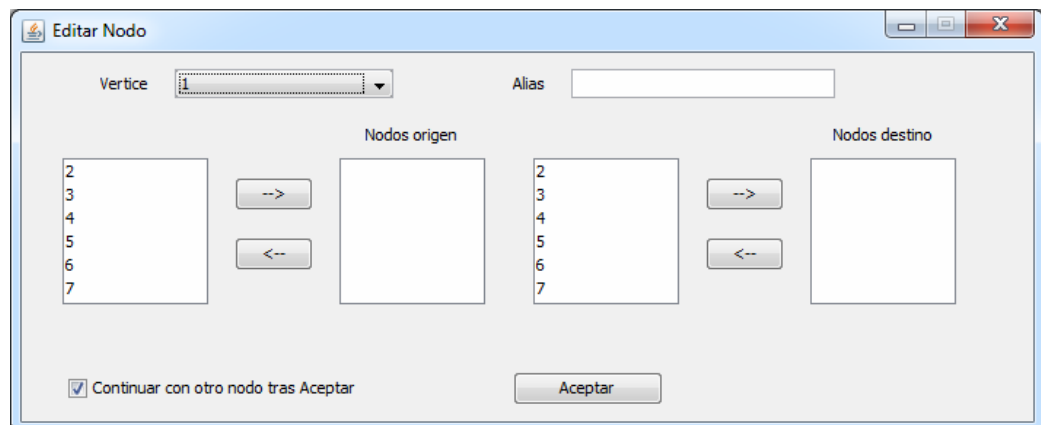 Editar Nodo
Vertice 1 Alias
Nodos origen Nodos destino
2 --> 2 -->
3 3
4 4
5 <-- 5 <--
6 6
7 7
Continuar con otro nodo tras Aceptar Aceptar